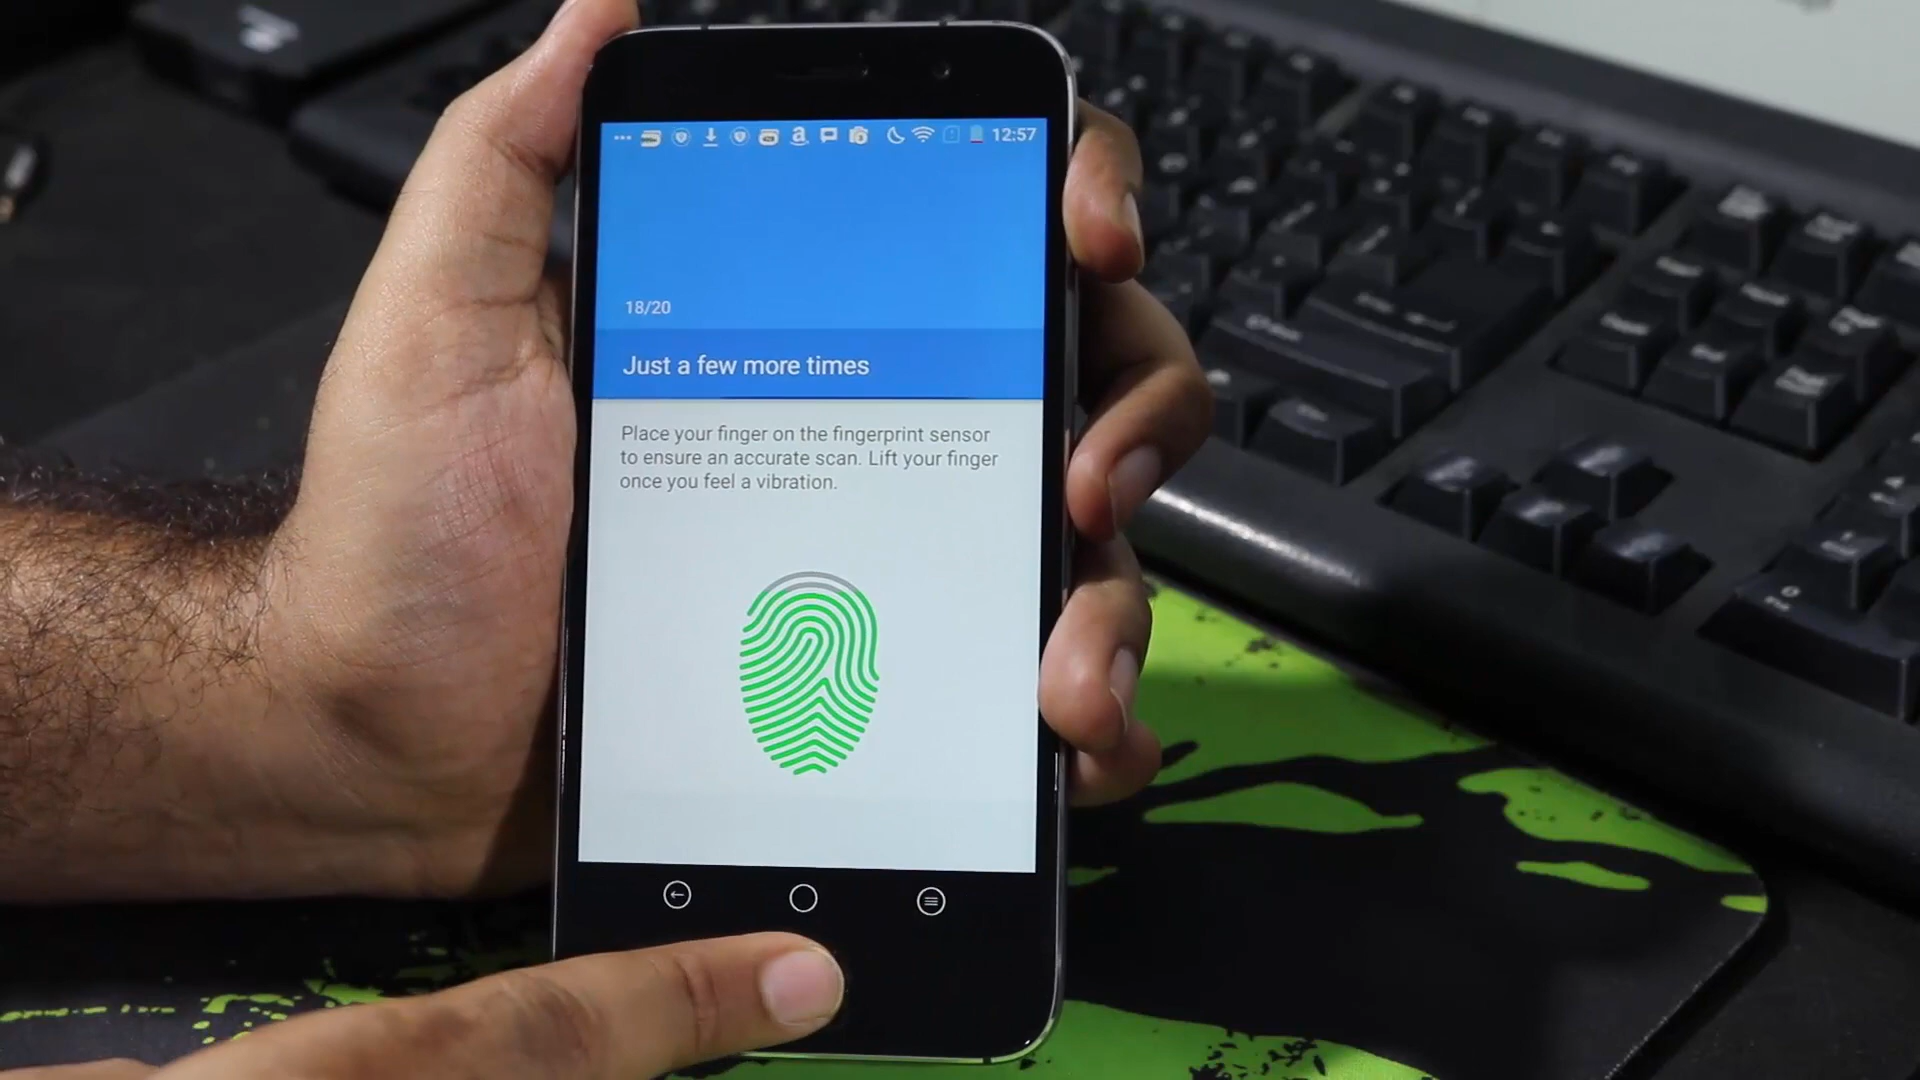 12:57
18/20
Just a few more times
Place your finger on the fingerprint sensor
to ensure an accurate scan. Lift your finger
once you feel a vibration.